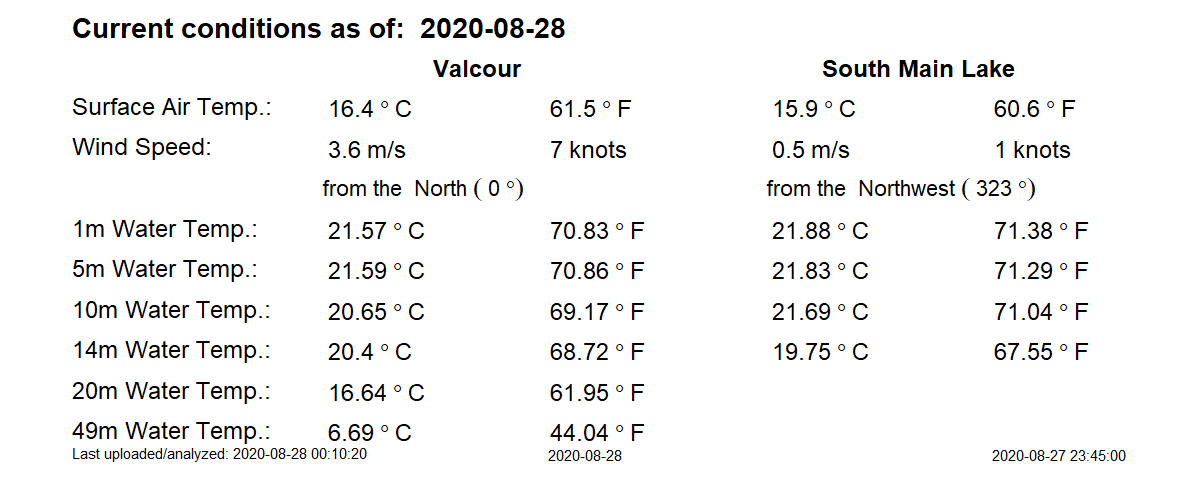 Current conditions as of: 2020-08-28
Valcour South Main Lake
Surface Air Temp.: 16.4 ° C 61.5 ° F 15.9 ° C 60.6 ° F
Wind Speed: 3.6 m/s 7 knots 0.5 m/s 1 knots
from the North ( 0 °) from the Northwest ( 323 °)
1m Water Temp.: 21.57 ° C 70.83 ° F 21.88 ° C 71.38 ° F
5m Water Temp.: 21.59 ° C 70.86 ° F 21.83 ° C 71.29 ° F
10m Water Temp.: 20.65 ° C 69.17 ° F 21.69 ° C 71.04 ° F
14m Water Temp.: 20.4 ° C 68.72 ° F 19.75 ° C 67.55 ° F
20m Water Temp.: 16.64 ° C 61.95 ° F
49m Water Temp.: 6.69 ° C 44.04 ° F
Last uploaded/analyzed: 2020-08-28 00:10:20 2020-08-28 2020-08-27 23:45:00